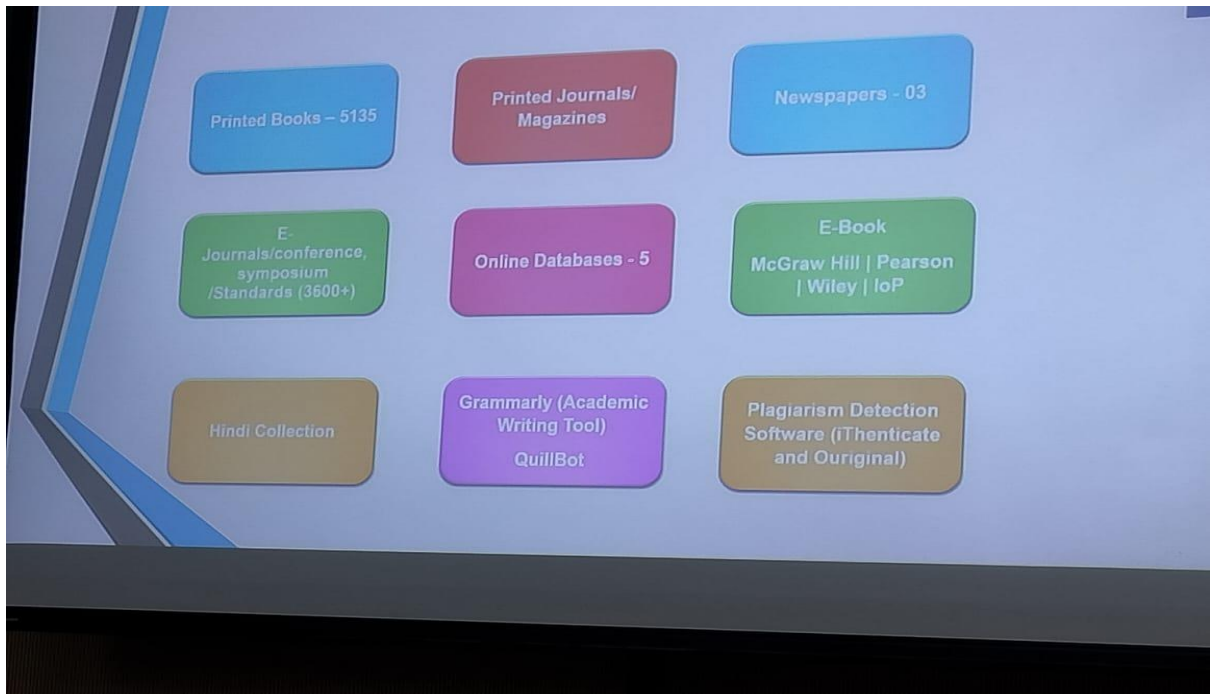 Printed Books – 5135
Printed Journals/
Magazines
Newspapers - 03
E-
Journals/conference,
symposium
/Standards (3600+)
Online Databases - 5
E-Book
McGraw Hill | Pearson
| Wiley | IoP
Hindi Collection
Grammarly (Academic
Writing Tool)
QuillBot
Plagiarism Detection
Software (iThenticate
and Ouriginal)